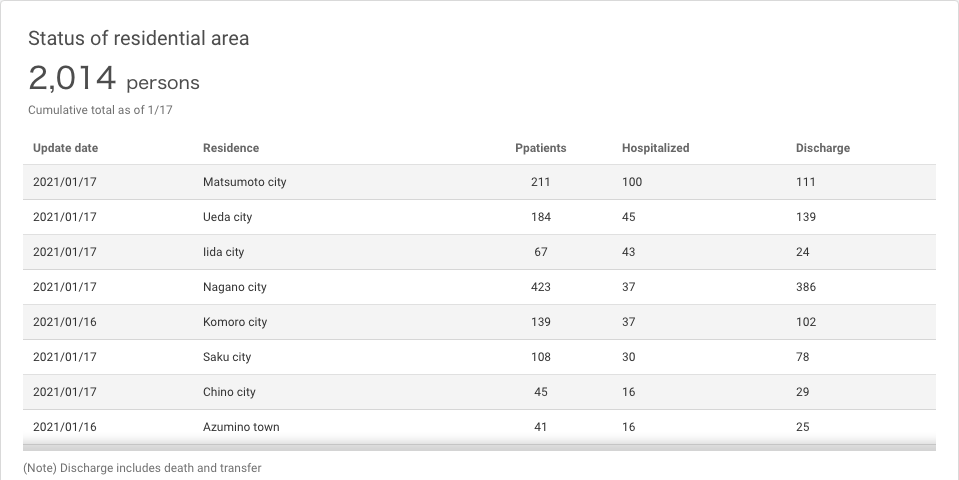 Status of residential area
2,014 persons
Cumulative total as of 1/17
Update date Residence Ppatients Hospitalized Discharge
2021/01/17 Matsumoto city 211 100 111
2021/01/17 Ueda city 184 45 139
2021/01/17 Iida city 67 43 24
2021/01/17 Nagano city 423 37 386
2021/01/16 Komoro city 139 37 102
2021/01/17 Saku city 108 30 78
2021/01/17 Chino city 45 16 29
2021/01/16 Azumino town 41 16 25
(Note) Discharge includes death and transfer